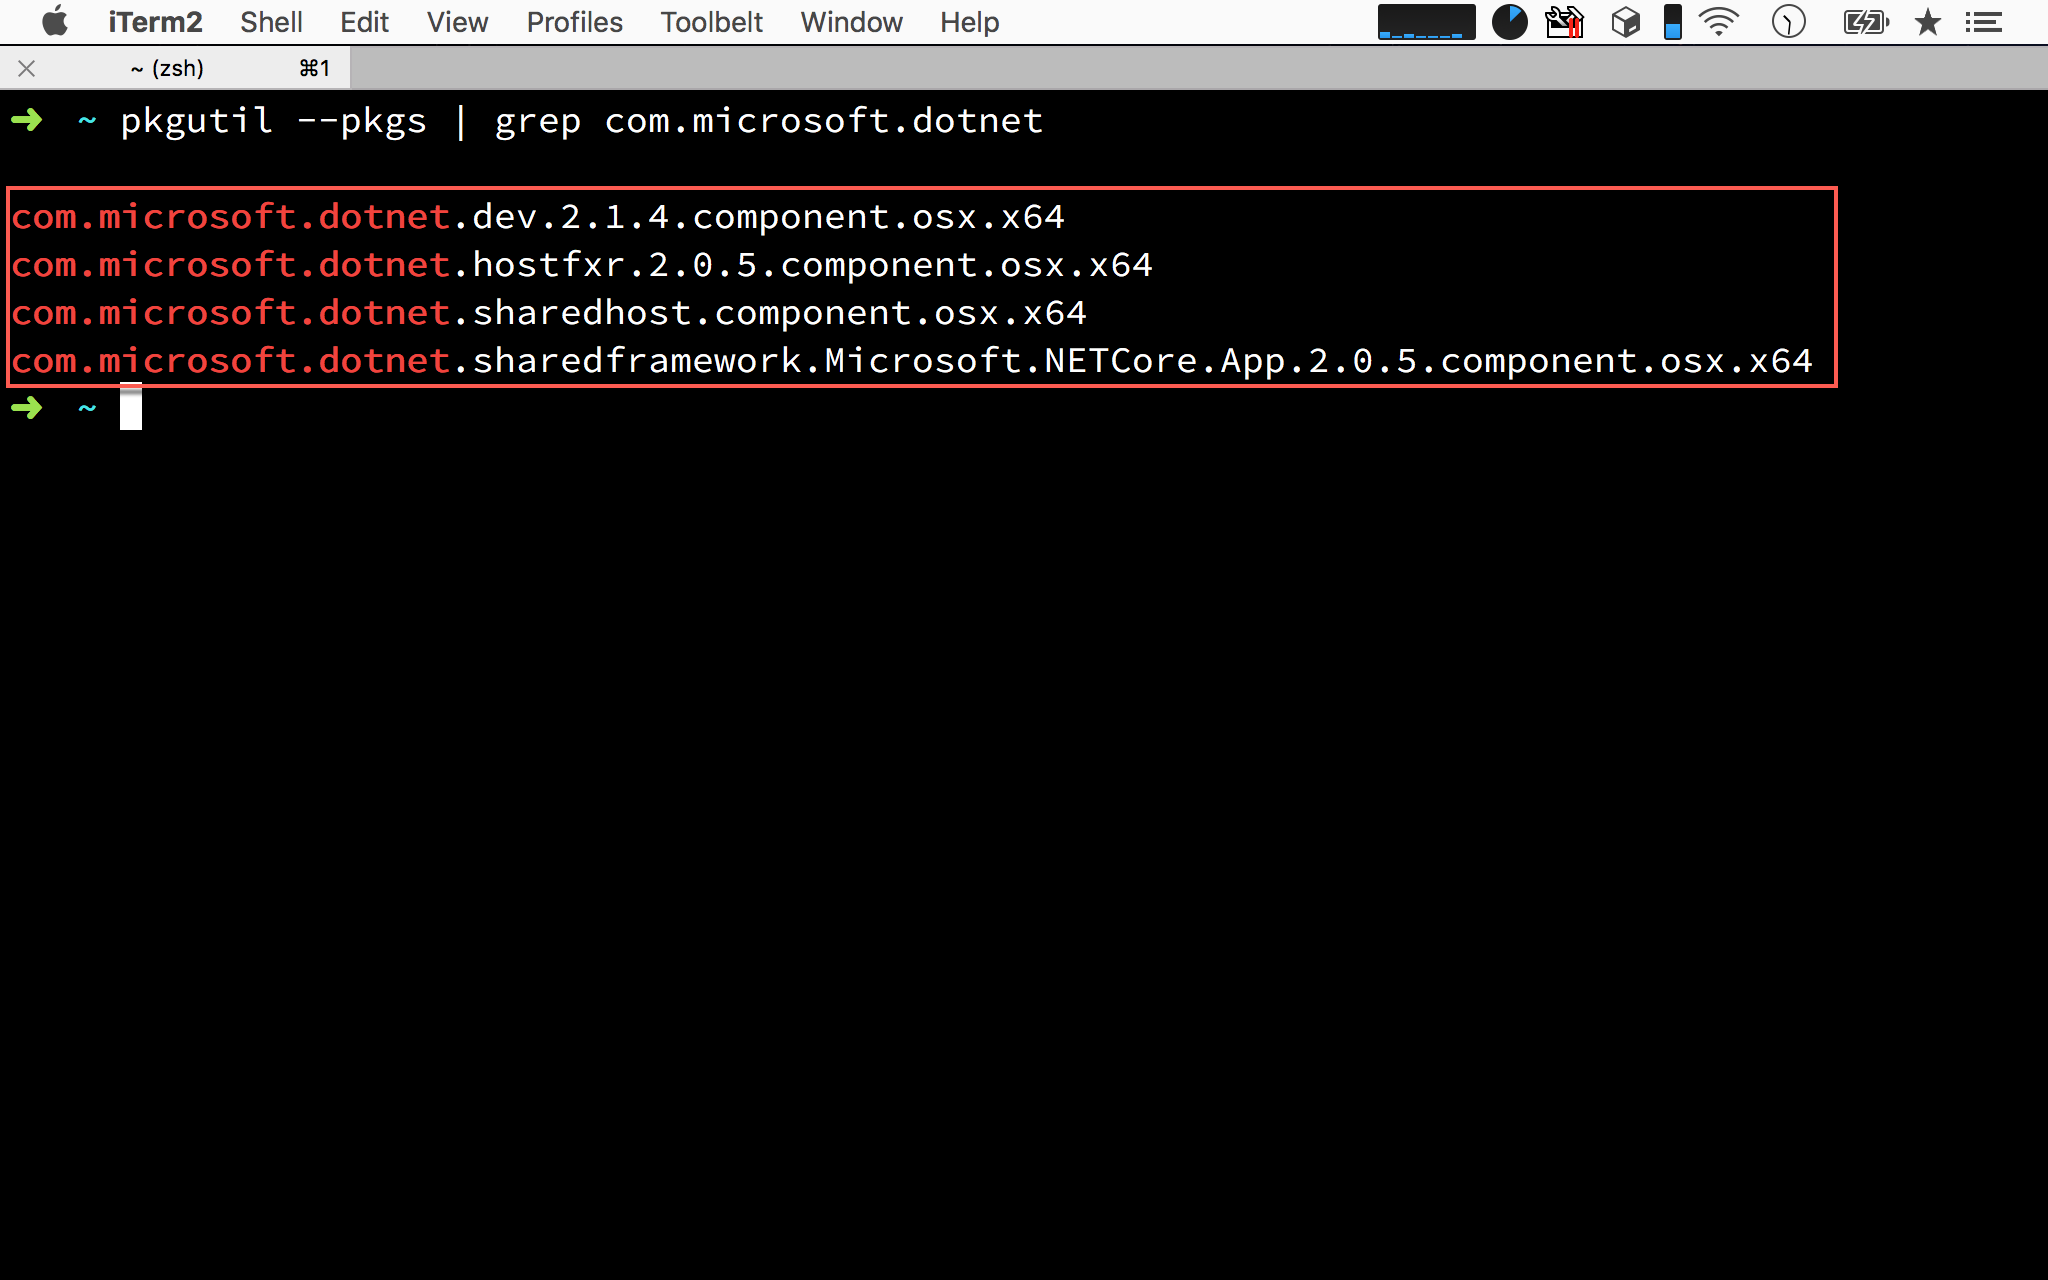 iTerm2 Shell Edit View Profiles Toolbelt Window Help
~ (zsh) ⌘1
➜ ~ pkgutil --pkgs | grep com.microsoft.dotnet
com.microsoft.dotnet.dev.2.1.4.component.osx.x64
com.microsoft.dotnet.hostfxr.2.0.5.component.osx.x64
com.microsoft.dotnet.sharedhost.component.osx.x64
com.microsoft.dotnet.sharedframework.Microsoft.NETCore.App.2.0.5.component.osx.x64
➜ ~